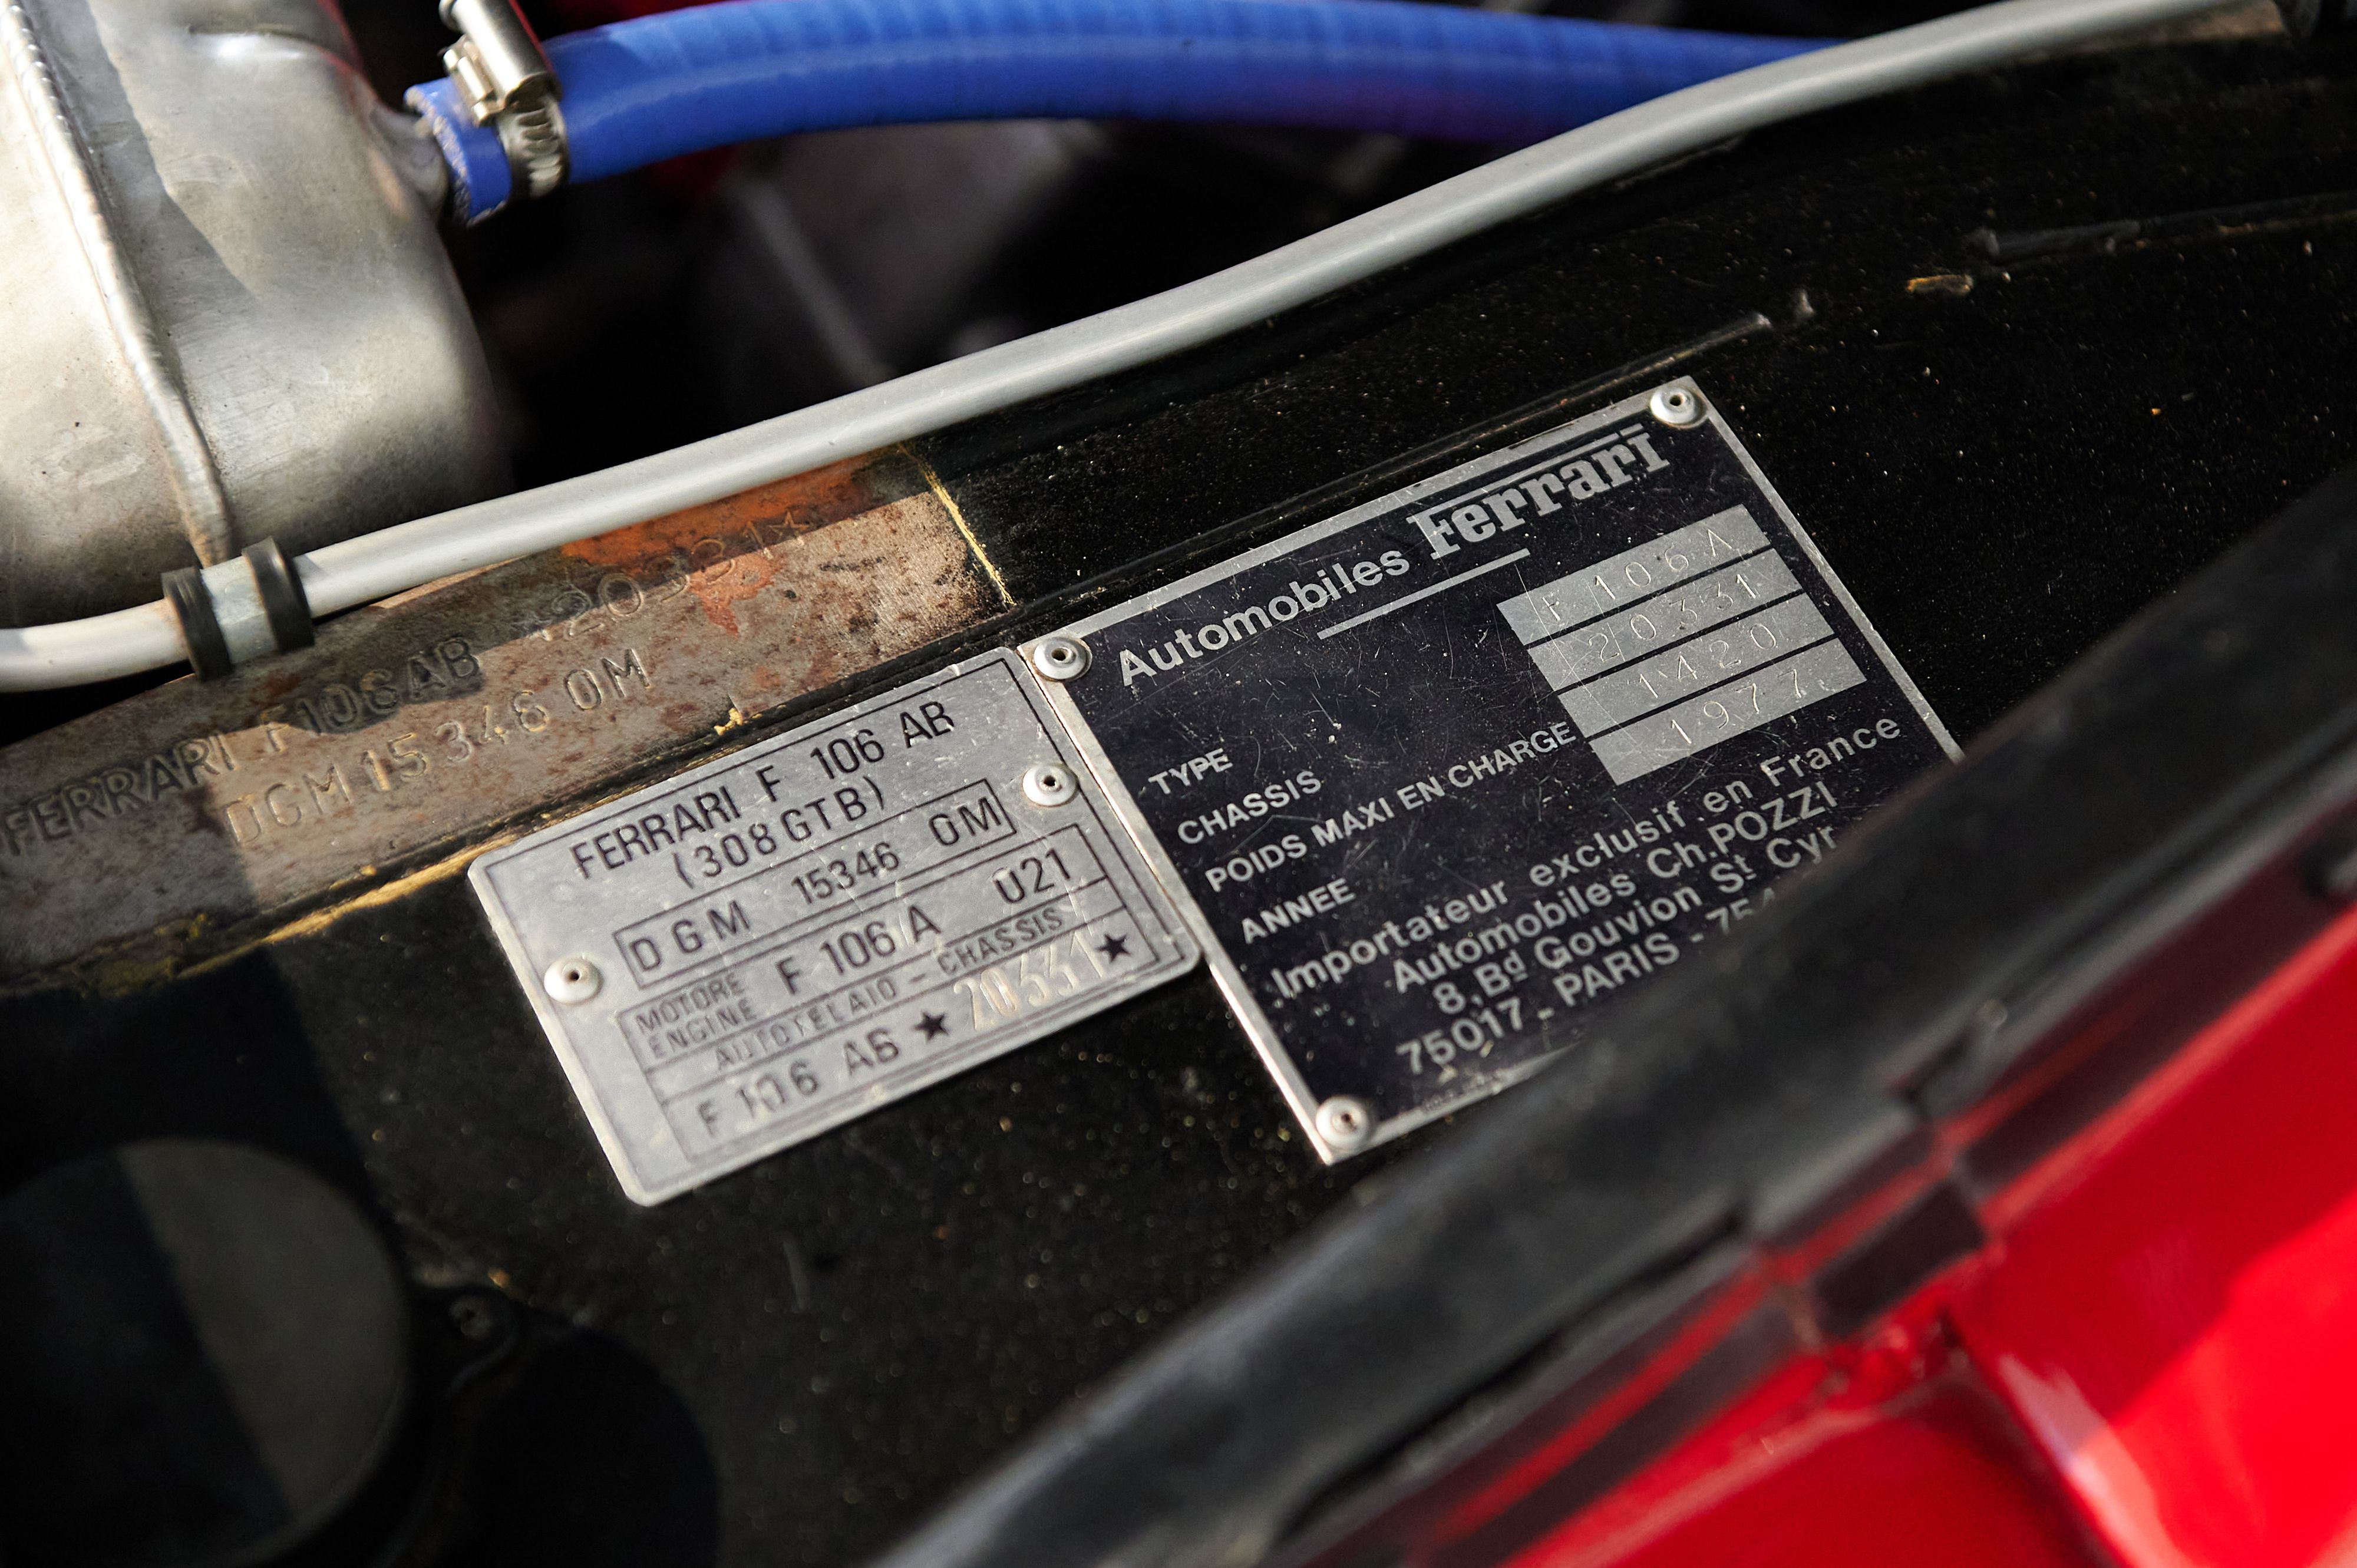 FERRARI F106AB *20331*
DGM 15346 OM
FERRARI F 106 AB
(308 GTB)
DGM 15346 OM
MOTORE
ENGINE F 106 A 021
AUTOTELAIO - CHASSIS
F 106 AB ★ 20331 ★
Automobiles Ferrari
TYPE F 106 A
CHASSIS 20331
POIDS MAXI EN CHARGE 1420
ANNEE 1977
Importateur exclusif en France
Automobiles Ch. POZZI
8, Bd Gouvion St Cyr
75017 - PARIS -